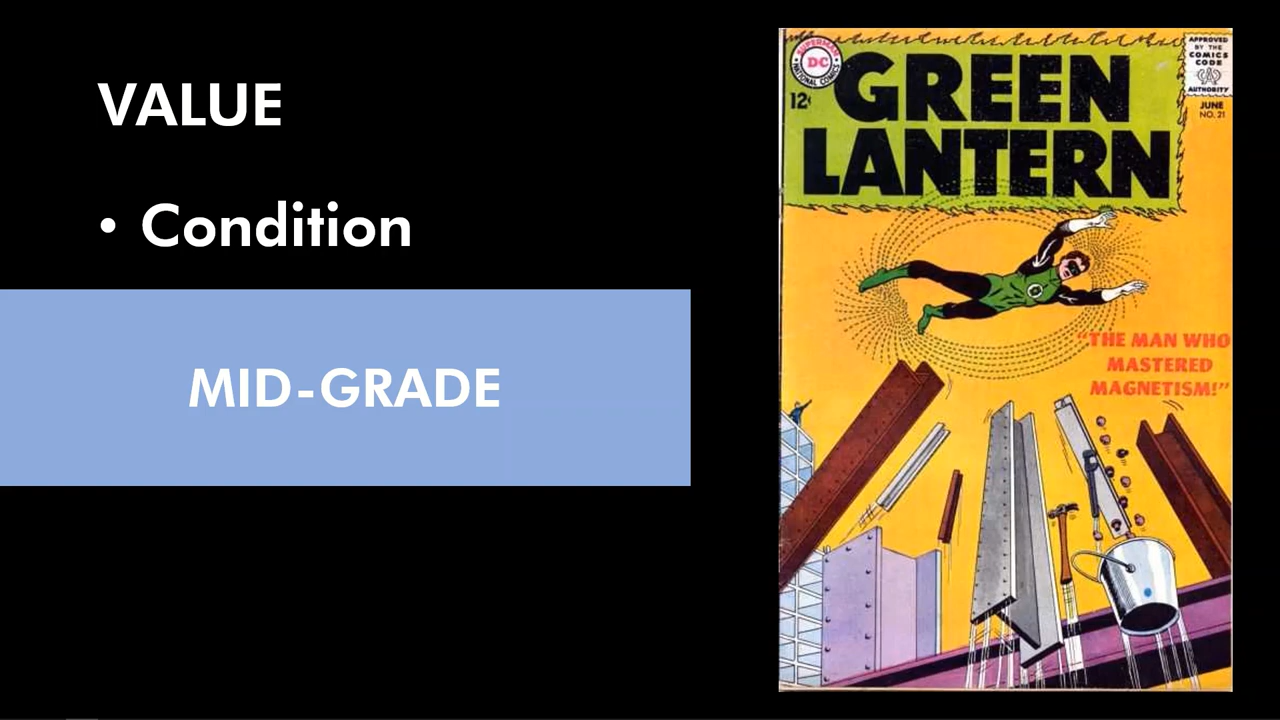 VALUE
• Condition
MID-GRADE
SUPERMAN
DC
NATIONAL COMICS
12¢
GREEN
LANTERN
APPROVED
BY THE
COMICS
CODE
CA
AUTHORITY
JUNE
NO. 21
"THE MAN WHO
MASTERED
MAGNETISM!"